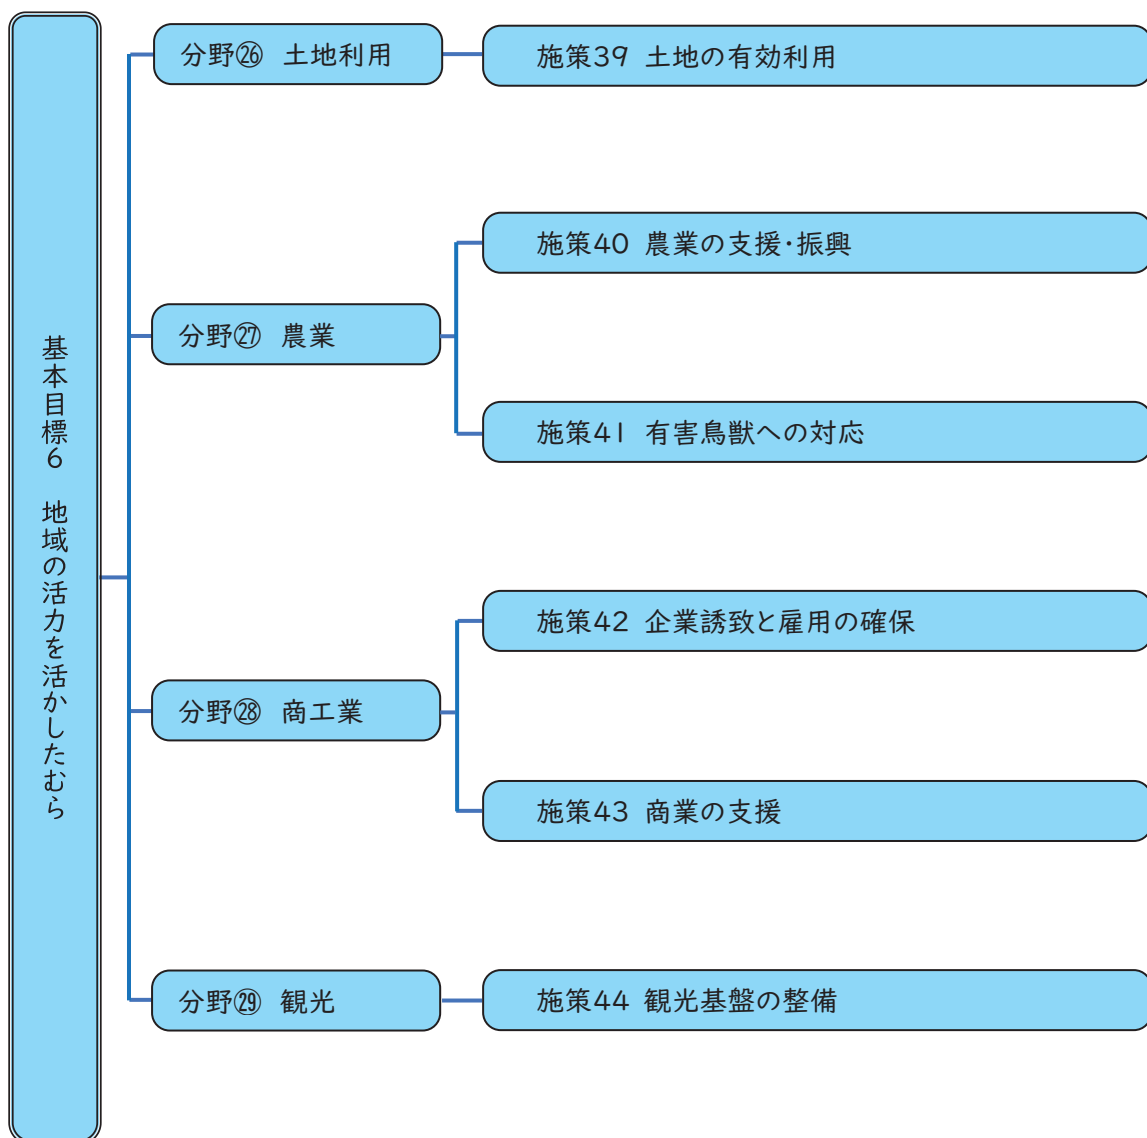 基本目標6　地域の活力を活かしたむら
分野㉖ 土地利用
施策39 土地の有効利用
分野㉗ 農業
施策40 農業の支援・振興
施策41 有害鳥獣への対応
分野㉘ 商工業
施策42 企業誘致と雇用の確保
施策43 商業の支援
分野㉙ 観光
施策44 観光基盤の整備